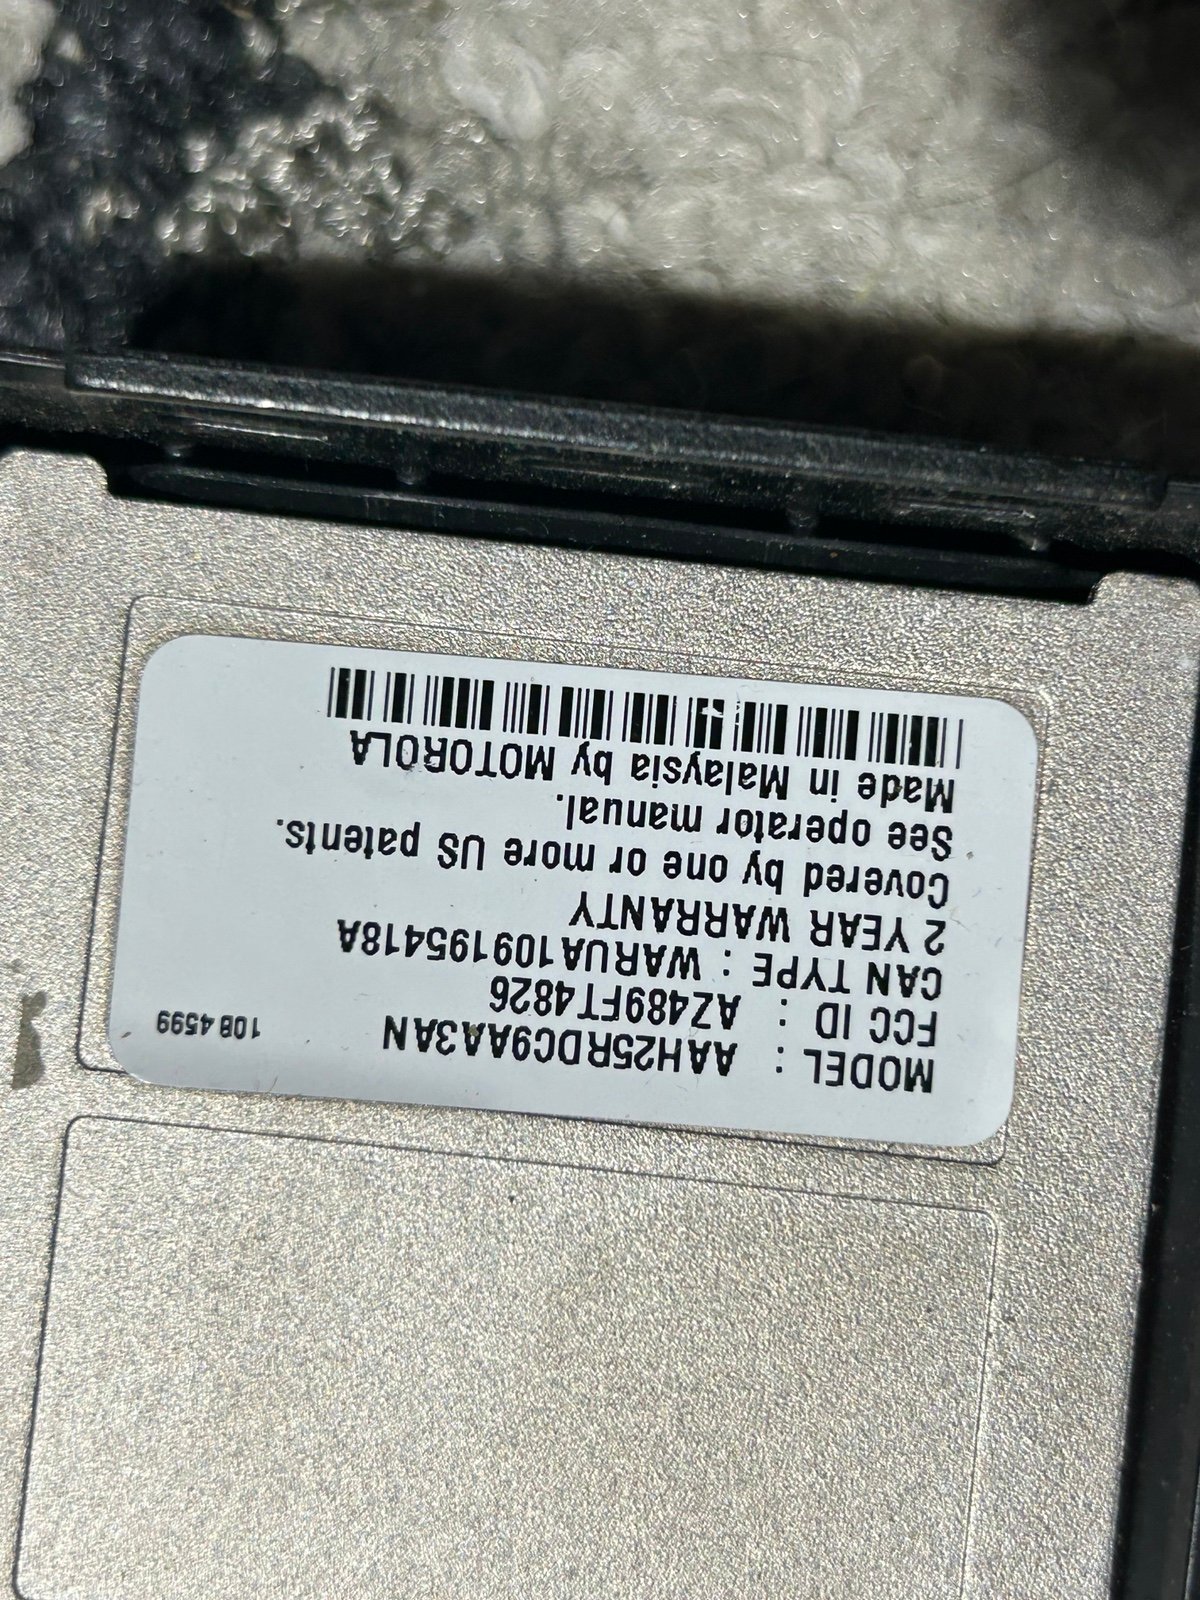 MODEL : AAH25RDC9AA3AN
108 4599
FCC ID : AZ489FT4826
CAN TYPE : WARUA109195418A
2 YEAR WARRANTY
Covered by one or more US patents.
See operator manual.
Made in Malaysia by MOTOROLA